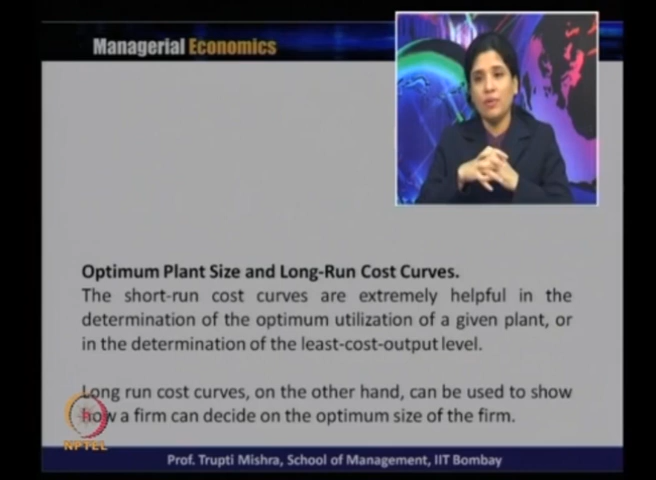 Managerial Economics
Optimum Plant Size and Long-Run Cost Curves.
The short-run cost curves are extremely helpful in the
determination of the optimum utilization of a given plant, or
in the determination of the least-cost-output level.
Long run cost curves, on the other hand, can be used to show
how a firm can decide on the optimum size of the firm.
NPTEL
Prof. Trupti Mishra, School of Management, IIT Bombay